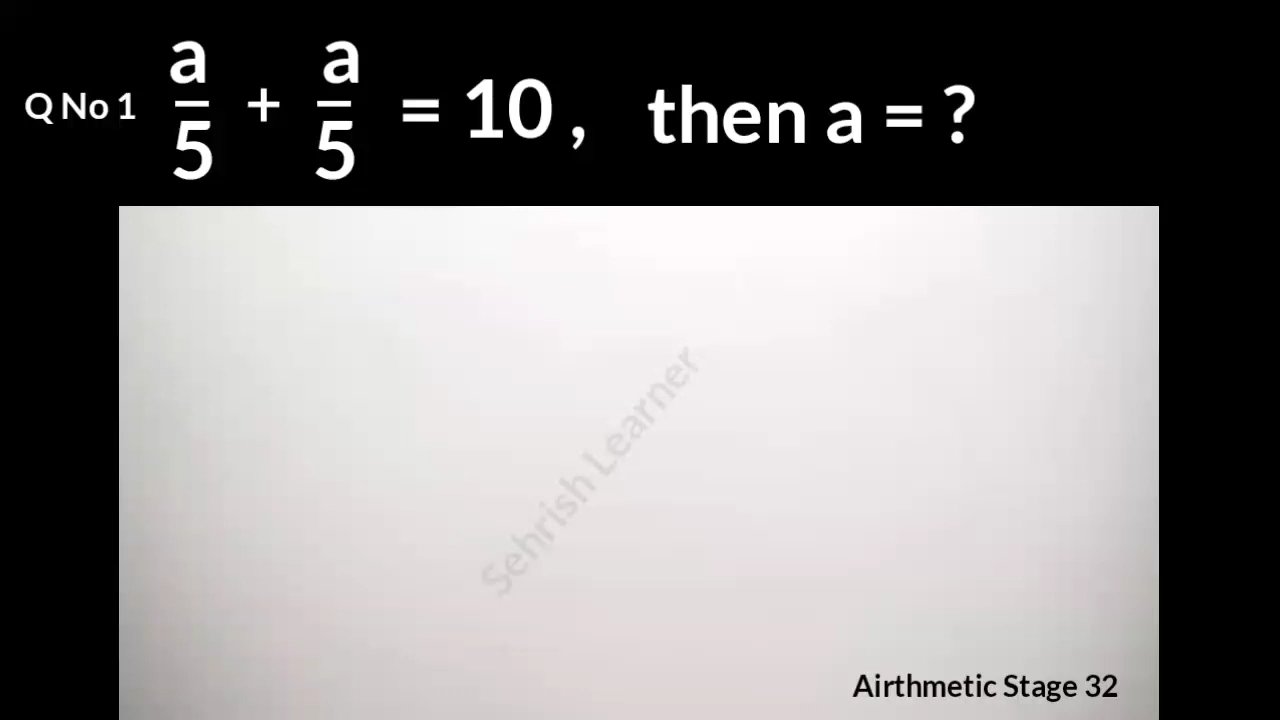 Q No 1 a/5 + a/5 = 10 , then a = ?
Sehrish Learner
Airthmetic Stage 32